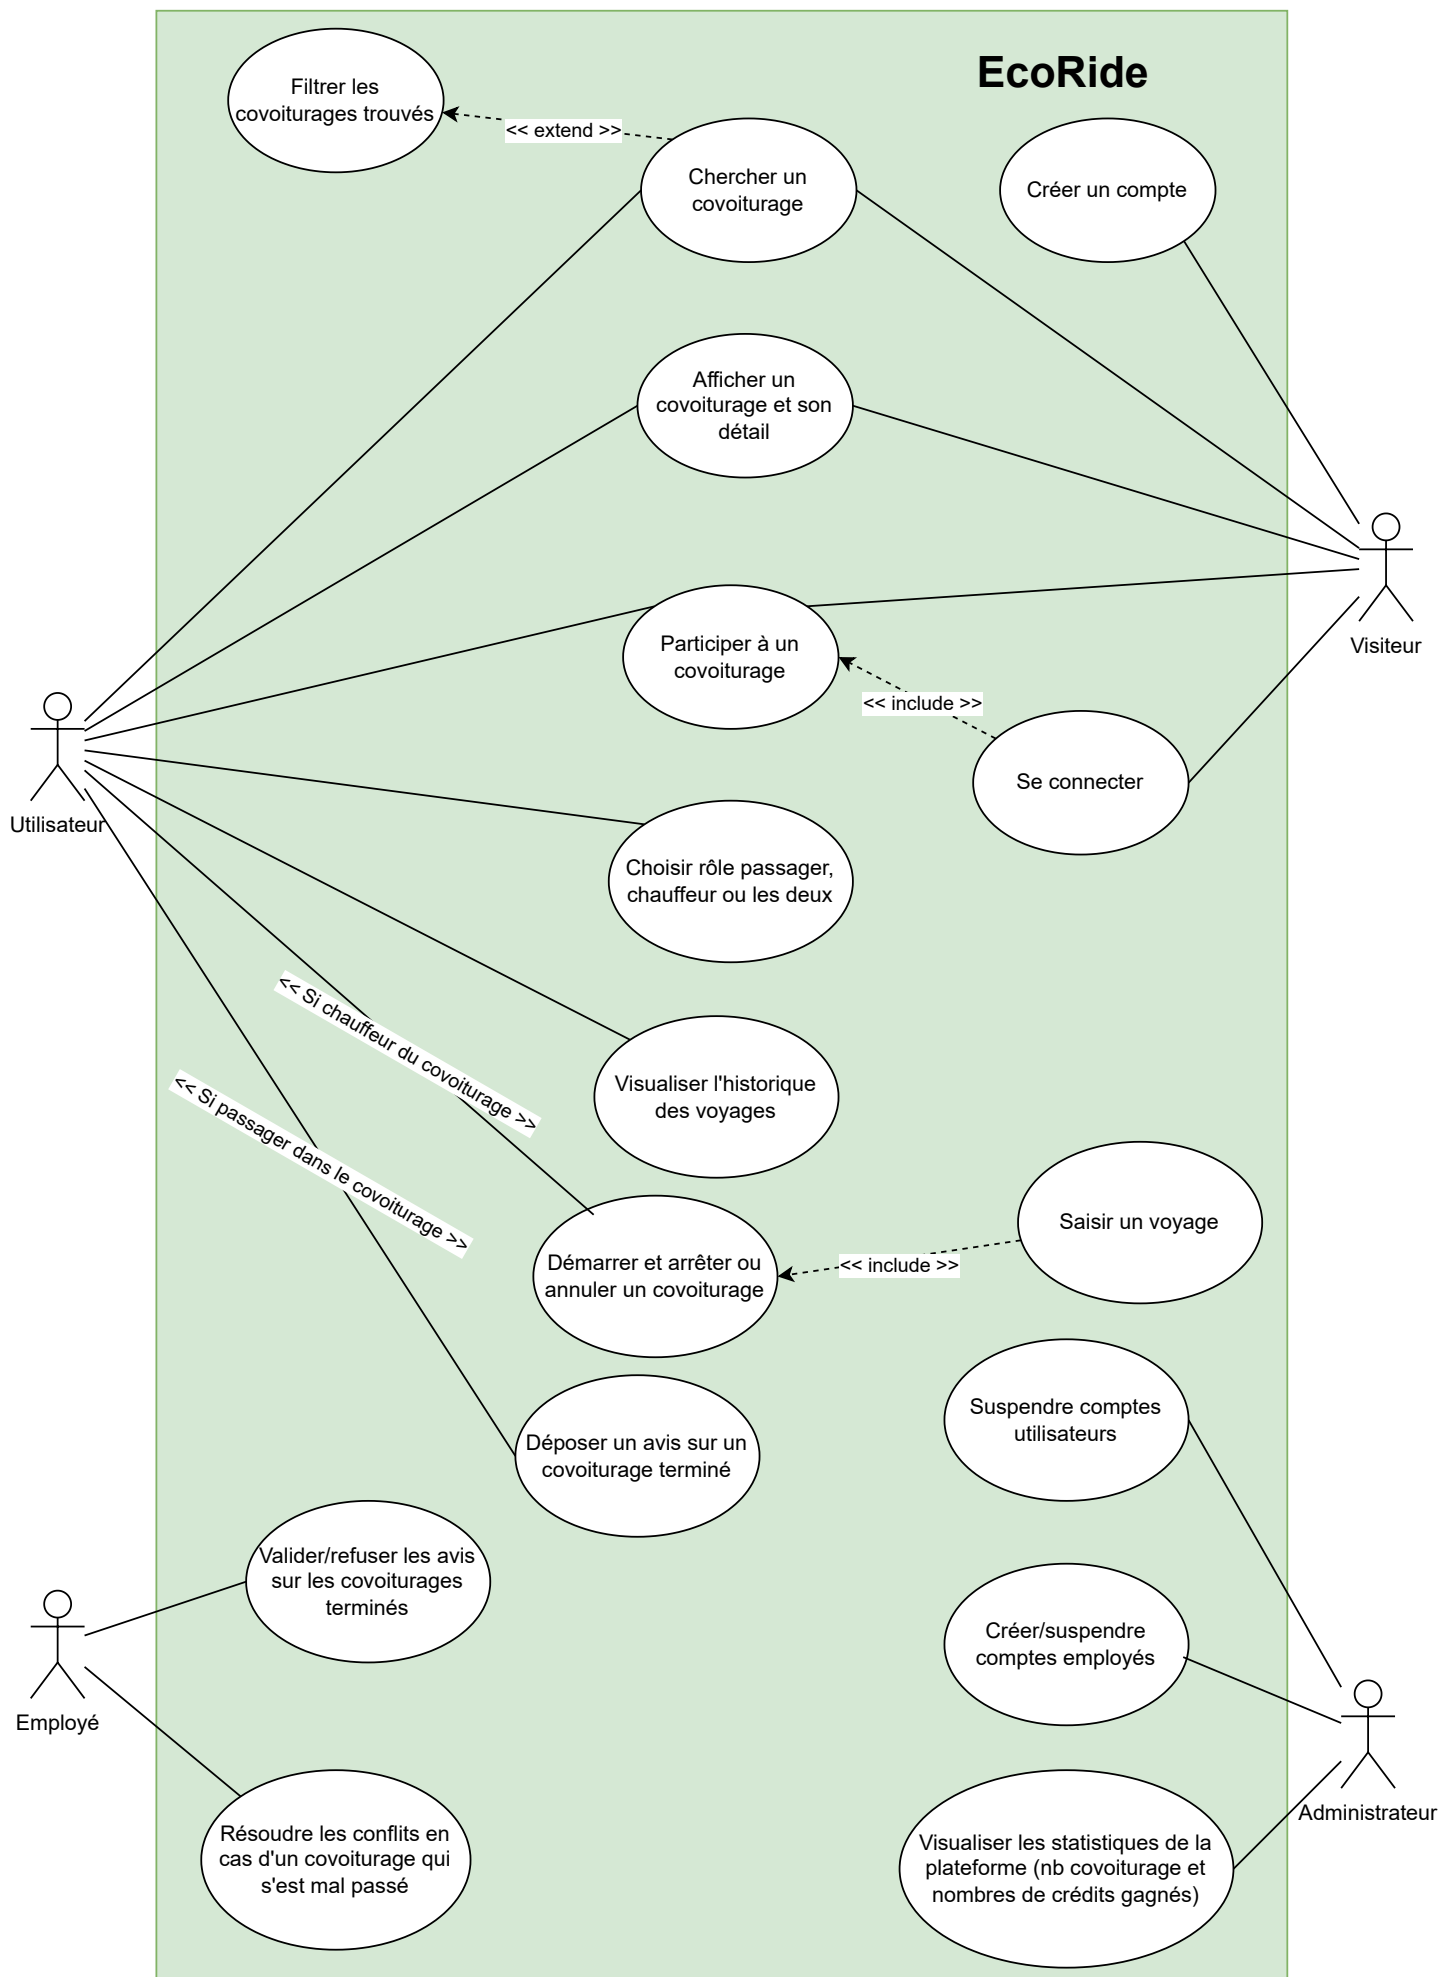 EcoRide
Filtrer les
covoiturages trouvés
<< extend >>
Chercher un
covoiturage
Créer un compte
Afficher un
covoiturage et son
détail
Participer à un
covoiturage
Visiteur
<< include >>
Se connecter
Utilisateur
Choisir rôle passager,
chauffeur ou les deux
<< Si chauffeur du covoiturage >>
Visualiser l'historique
des voyages
<< Si passager dans le covoiturage >>
Saisir un voyage
Démarrer et arrêter ou
annuler un covoiturage
<< include >>
Suspendre comptes
utilisateurs
Déposer un avis sur un
covoiturage terminé
Valider/refuser les avis
sur les covoiturages
terminés
Créer/suspendre
comptes employés
Employé
Administrateur
Résoudre les conflits en
cas d'un covoiturage qui
s'est mal passé
Visualiser les statistiques de la
plateforme (nb covoiturage et
nombres de crédits gagnés)